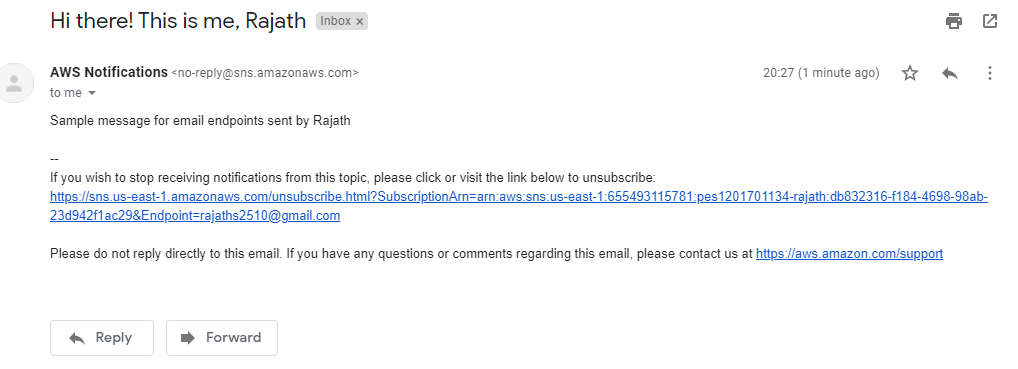 Hi there! This is me, Rajath Inbox x
AWS Notifications <no-reply@sns.amazonaws.com> 20:27 (1 minute ago)
to me
Sample message for email endpoints sent by Rajath
--
If you wish to stop receiving notifications from this topic, please click or visit the link below to unsubscribe:
https://sns.us-east-1.amazonaws.com/unsubscribe.html?SubscriptionArn=arn:aws:sns:us-east-1:655493115781:pes1201701134-rajath:db832316-f184-4698-98ab-
23d942f1ac29&Endpoint=rajaths2510@gmail.com
Please do not reply directly to this email. If you have any questions or comments regarding this email, please contact us at https://aws.amazon.com/support
Reply Forward